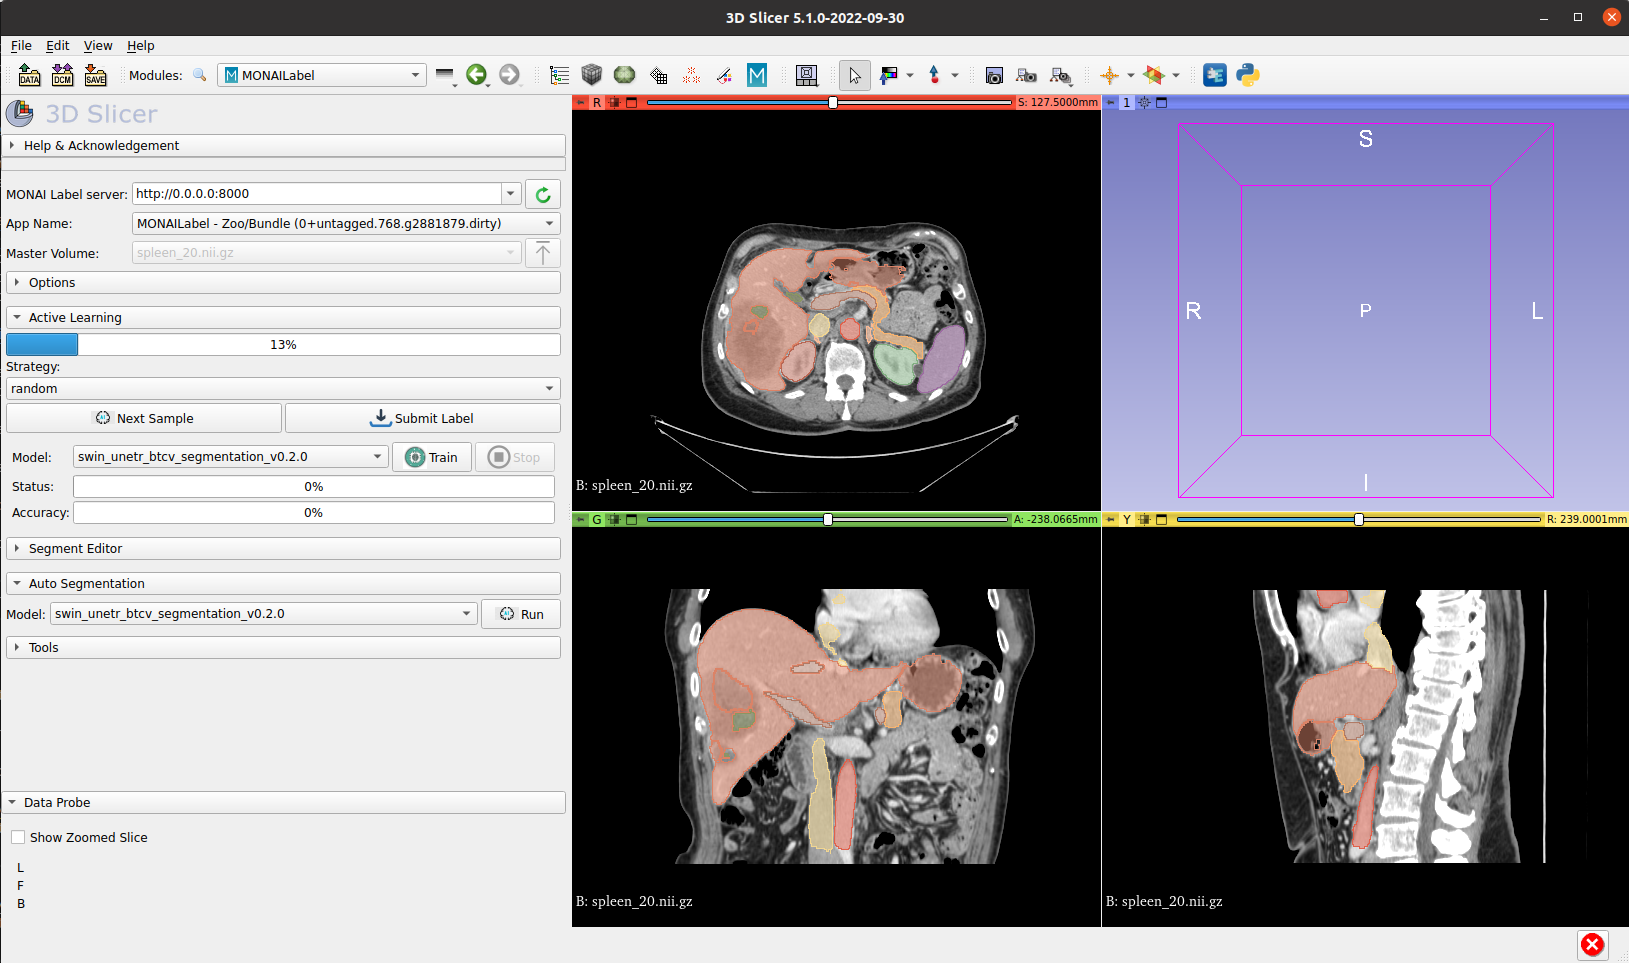 3D Slicer 5.1.0-2022-09-30
File Edit View Help
DATA DCM SAVE Modules: M MONAILabel M
3D Slicer
Help & Acknowledgement
MONAI Label server: http://0.0.0.0:8000
App Name: MONAILabel - Zoo/Bundle (0+untagged.768.g2881879.dirty)
Master Volume: spleen_20.nii.gz
Options
Active Learning
13%
Strategy:
random
Next Sample Submit Label
Model: swin_unetr_btcv_segmentation_v0.2.0 Train Stop
Status: 0%
Accuracy: 0%
Segment Editor
Auto Segmentation
Model: swin_unetr_btcv_segmentation_v0.2.0 Run
Tools
Data Probe
Show Zoomed Slice
L
F
B
R S: 127.5000mm
B: spleen_20.nii.gz
1
S
R P L
I
G A: -238.0665mm
B: spleen_20.nii.gz
Y R: 239.0001mm
B: spleen_20.nii.gz